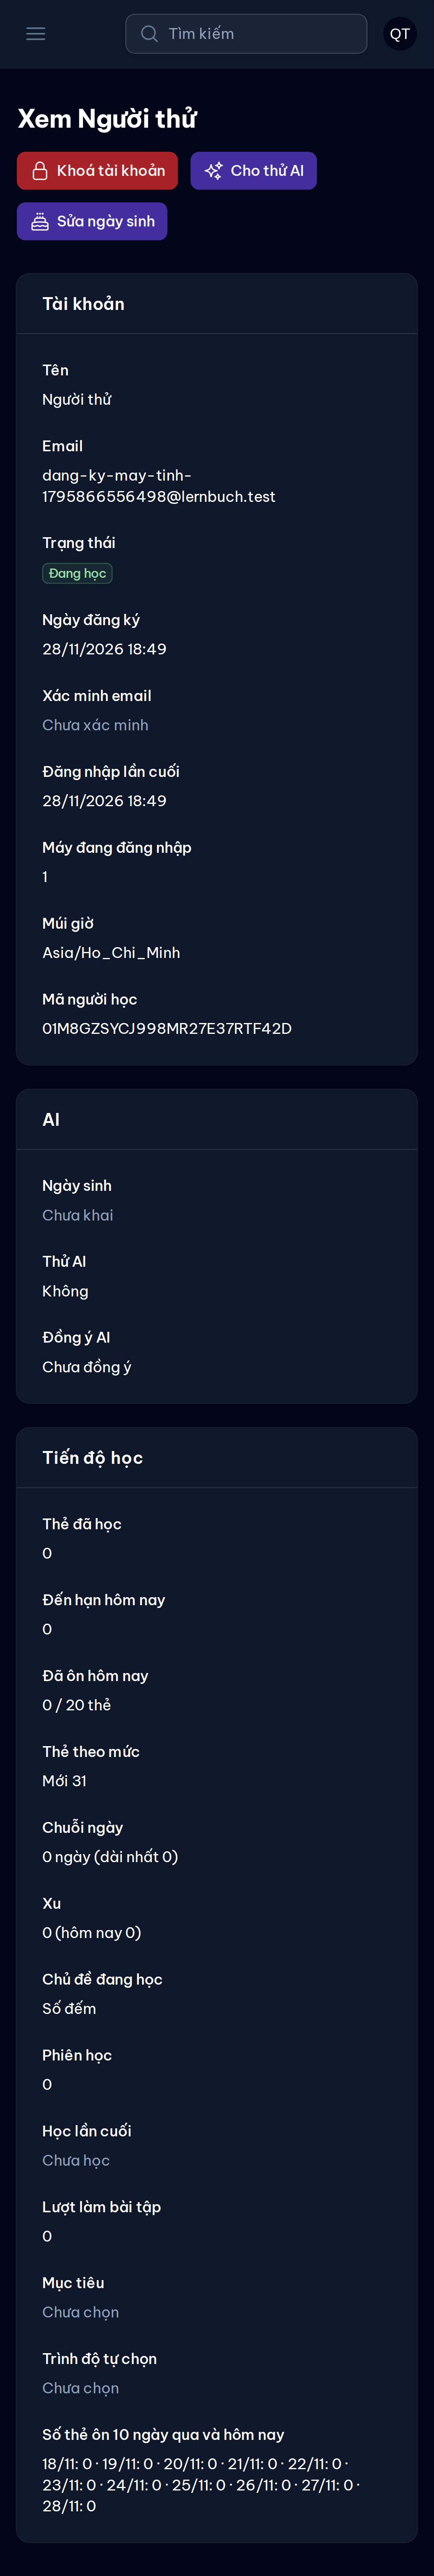 Tìm kiếm
QT
Xem Người thử
Khoá tài khoản
Cho thử AI
Sửa ngày sinh
Tài khoản
Tên
Người thử
Email
dang-ky-may-tinh-
1795866556498@lernbuch.test
Trạng thái
Đang học
Ngày đăng ký
28/11/2026 18:49
Xác minh email
Chưa xác minh
Đăng nhập lần cuối
28/11/2026 18:49
Máy đang đăng nhập
1
Múi giờ
Asia/Ho_Chi_Minh
Mã người học
01M8GZSYCJ998MR27E37RTF42D
AI
Ngày sinh
Chưa khai
Thử AI
Không
Đồng ý AI
Chưa đồng ý
Tiến độ học
Thẻ đã học
0
Đến hạn hôm nay
0
Đã ôn hôm nay
0 / 20 thẻ
Thẻ theo mức
Mới 31
Chuỗi ngày
0 ngày (dài nhất 0)
Xu
0 (hôm nay 0)
Chủ đề đang học
Số đếm
Phiên học
0
Học lần cuối
Chưa học
Lượt làm bài tập
0
Mục tiêu
Chưa chọn
Trình độ tự chọn
Chưa chọn
Số thẻ ôn 10 ngày qua và hôm nay
18/11: 0 · 19/11: 0 · 20/11: 0 · 21/11: 0 · 22/11: 0 ·
23/11: 0 · 24/11: 0 · 25/11: 0 · 26/11: 0 · 27/11: 0 ·
28/11: 0